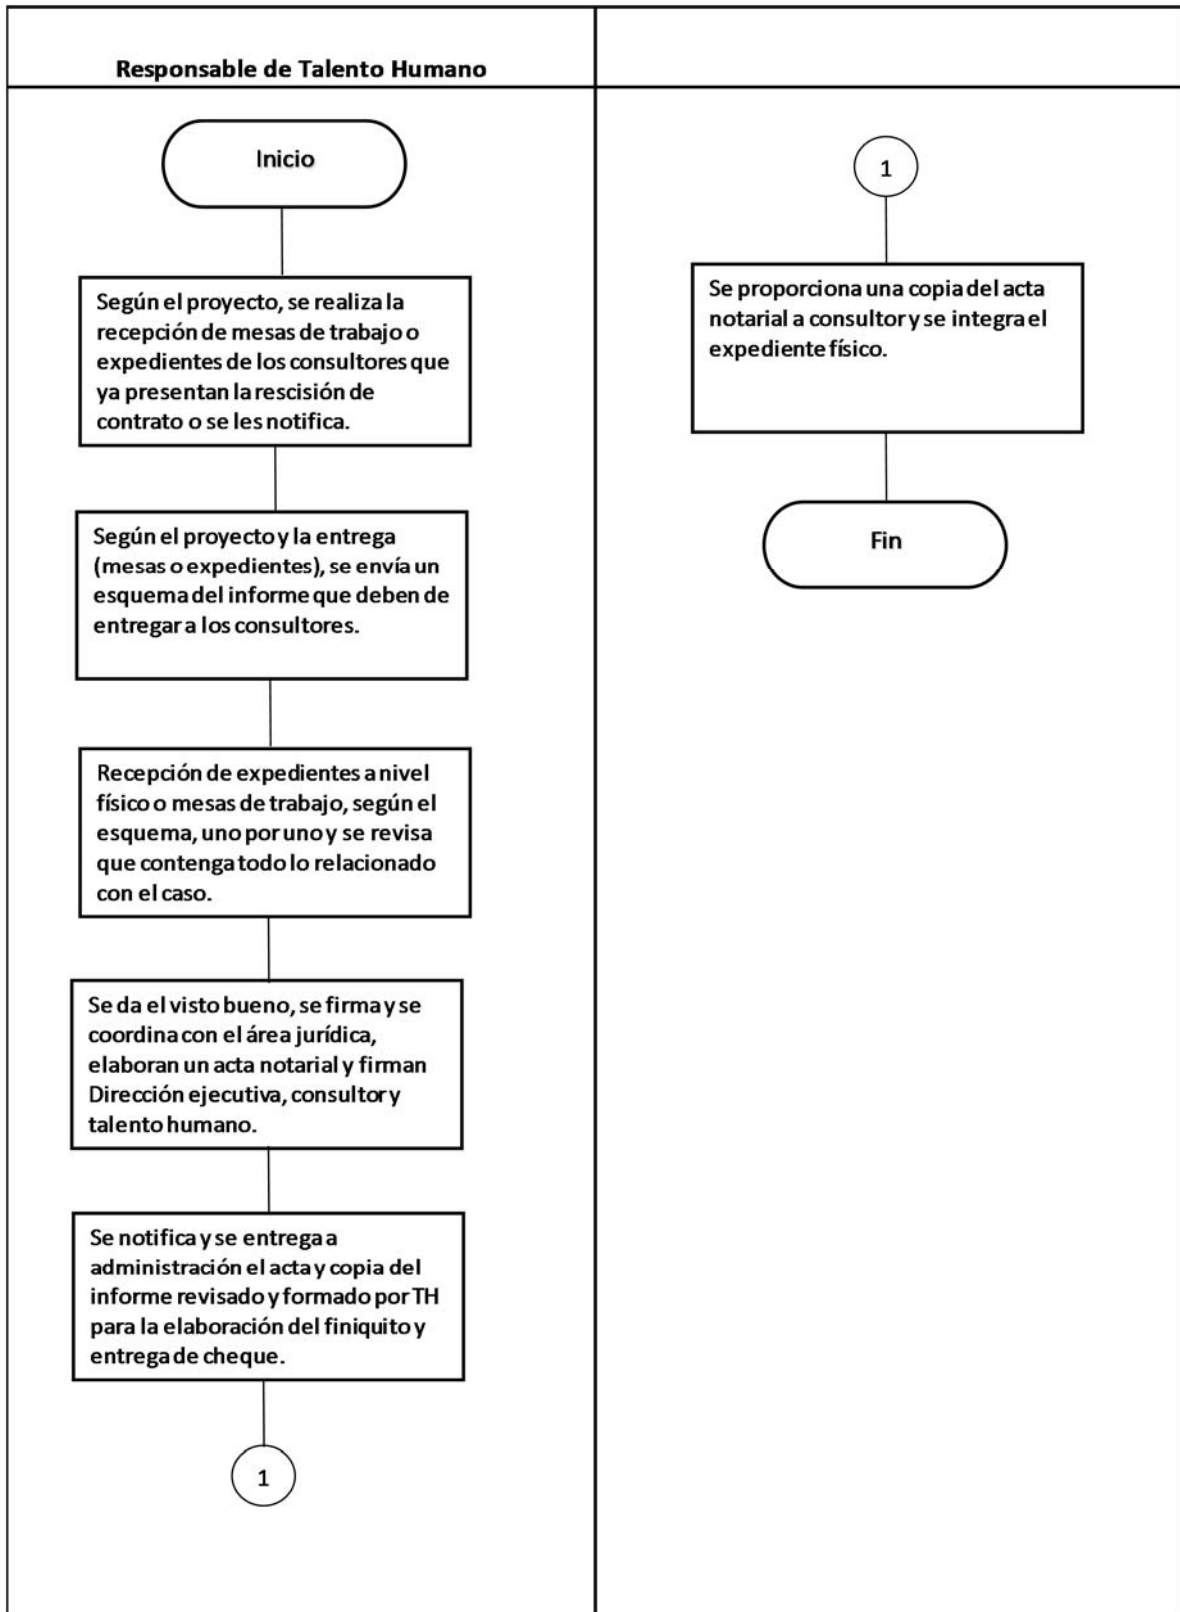 Responsable de Talento Humano
Inicio
Según el proyecto, se realiza la
recepción de mesas de trabajo o
expedientes de los consultores que
ya presentan la rescisión de
contrato o se les notifica.
Según el proyecto y la entrega
(mesas o expedientes), se envía un
esquema del informe que deben de
entregar a los consultores.
Recepción de expedientes a nivel
físico o mesas de trabajo, según el
esquema, uno por uno y se revisa
que contenga todo lo relacionado
con el caso.
Se da el visto bueno, se firma y se
coordina con el área jurídica,
elaboran un acta notarial y firman
Dirección ejecutiva, consultor y
talento humano.
Se notifica y se entrega a
administración el acta y copia del
informe revisado y formado por TH
para la elaboración del finiquito y
entrega de cheque.
1
1
Se proporciona una copia del acta
notarial a consultor y se integra el
expediente físico.
Fin